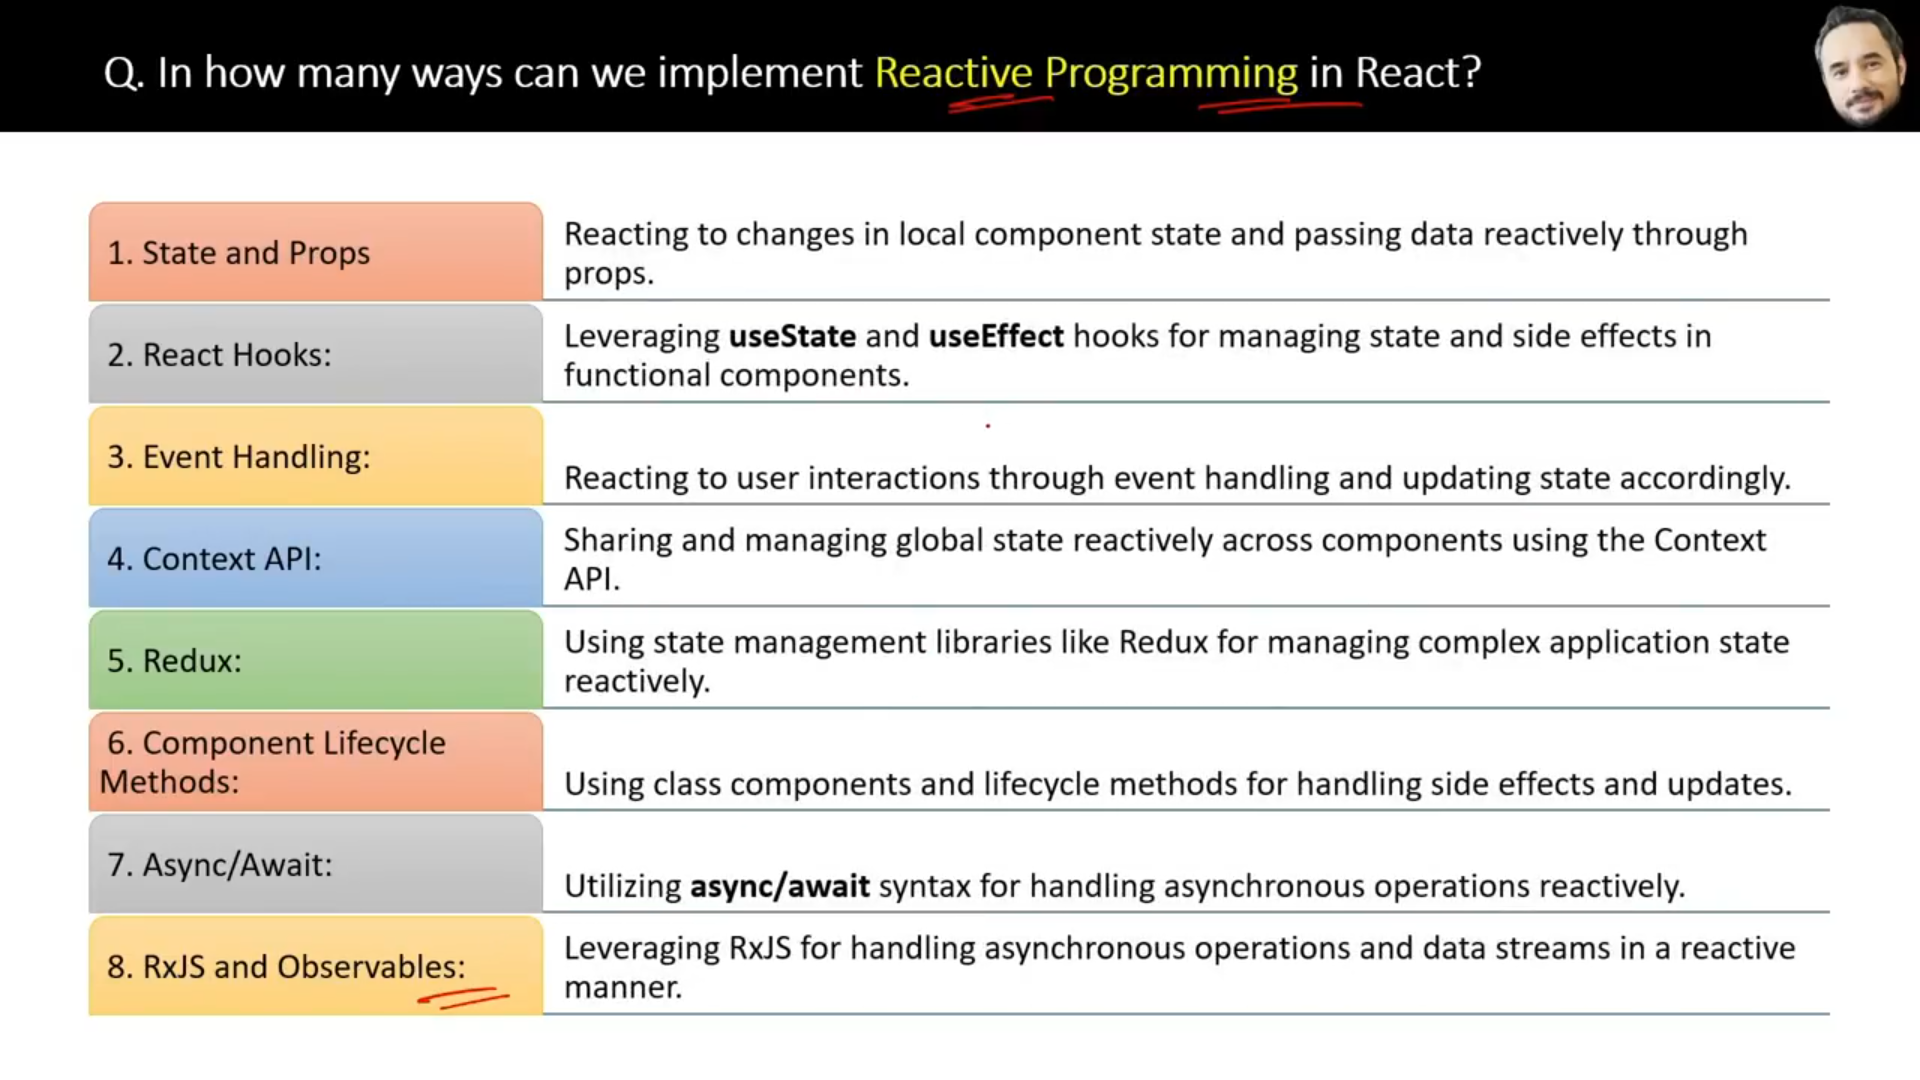 Q. In how many ways can we implement Reactive Programming in React?
1. State and Props
Reacting to changes in local component state and passing data reactively through
props.
2. React Hooks:
Leveraging useState and useEffect hooks for managing state and side effects in
functional components.
3. Event Handling:
Reacting to user interactions through event handling and updating state accordingly.
4. Context API:
Sharing and managing global state reactively across components using the Context
API.
5. Redux:
Using state management libraries like Redux for managing complex application state
reactively.
6. Component Lifecycle
Methods:
Using class components and lifecycle methods for handling side effects and updates.
7. Async/Await:
Utilizing async/await syntax for handling asynchronous operations reactively.
8. RxJS and Observables:
Leveraging RxJS for handling asynchronous operations and data streams in a reactive
manner.